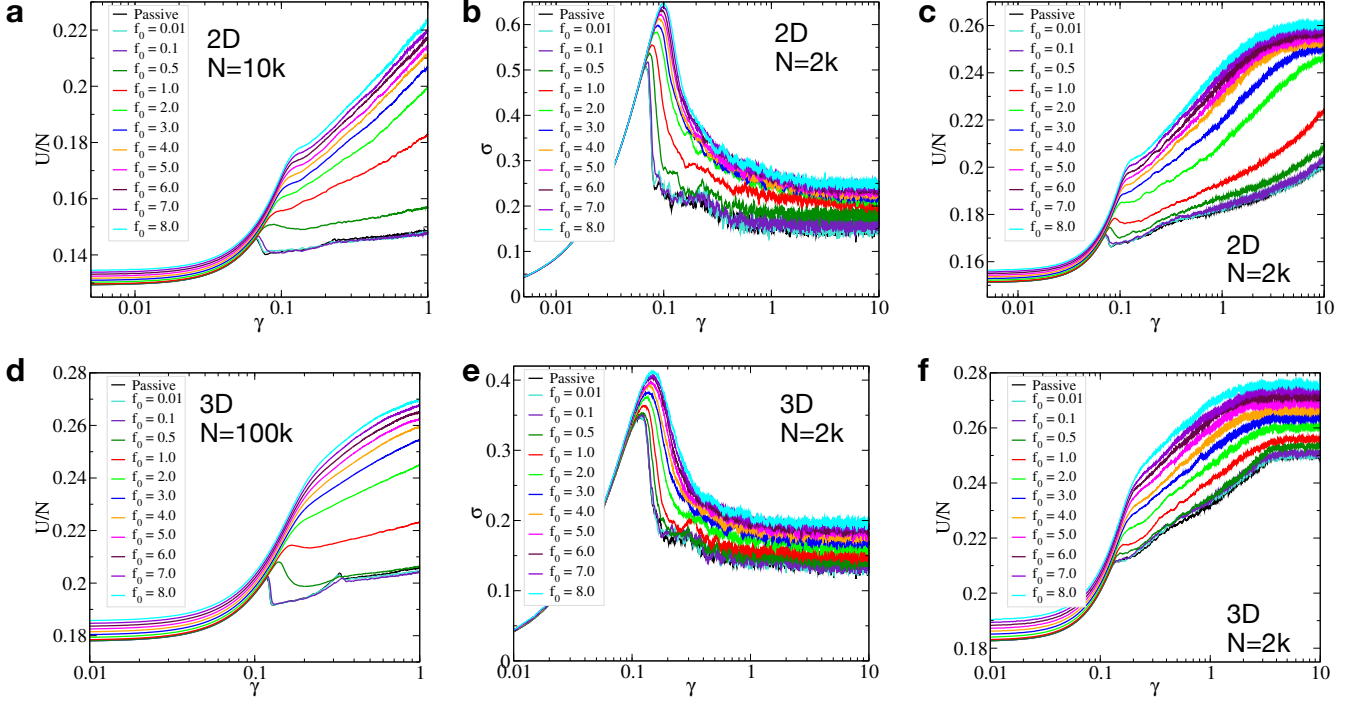 a
Passive
f0 = 0.01
f0 = 0.1
f0 = 0.5
f0 = 1.0
f0 = 2.0
f0 = 3.0
f0 = 4.0
f0 = 5.0
f0 = 6.0
f0 = 7.0
f0 = 8.0
2D
N=10k
0.22
0.2
0.18
0.16
0.14
U/N
0.01
0.1
1
γ
b
Passive
f0 = 0.01
f0 = 0.1
f0 = 0.5
f0 = 1.0
f0 = 2.0
f0 = 3.0
f0 = 4.0
f0 = 5.0
f0 = 6.0
f0 = 7.0
f0 = 8.0
2D
N=2k
0.6
0.5
0.4
0.3
0.2
0.1
0
σ
0.01
0.1
1
10
γ
c
Passive
f0 = 0.01
f0 = 0.1
f0 = 0.5
f0 = 1.0
f0 = 2.0
f0 = 3.0
f0 = 4.0
f0 = 5.0
f0 = 6.0
f0 = 7.0
f0 = 8.0
2D
N=2k
0.26
0.24
0.22
0.2
0.18
0.16
U/N
0.01
0.1
1
10
γ
d
Passive
f0 = 0.01
f0 = 0.1
f0 = 0.5
f0 = 1.0
f0 = 2.0
f0 = 3.0
f0 = 4.0
f0 = 5.0
f0 = 6.0
f0 = 7.0
f0 = 8.0
3D
N=100k
0.28
0.26
0.24
0.22
0.2
0.18
U/N
0.01
0.1
1
γ
e
Passive
f0 = 0.01
f0 = 0.1
f0 = 0.5
f0 = 1.0
f0 = 2.0
f0 = 3.0
f0 = 4.0
f0 = 5.0
f0 = 6.0
f0 = 7.0
f0 = 8.0
3D
N=2k
0.4
0.3
0.2
0.1
0
σ
0.01
0.1
1
10
γ
f
Passive
f0 = 0.01
f0 = 0.1
f0 = 0.5
f0 = 1.0
f0 = 2.0
f0 = 3.0
f0 = 4.0
f0 = 5.0
f0 = 6.0
f0 = 7.0
f0 = 8.0
3D
N=2k
0.28
0.26
0.24
0.22
0.2
0.18
U/N
0.01
0.1
1
10
γ